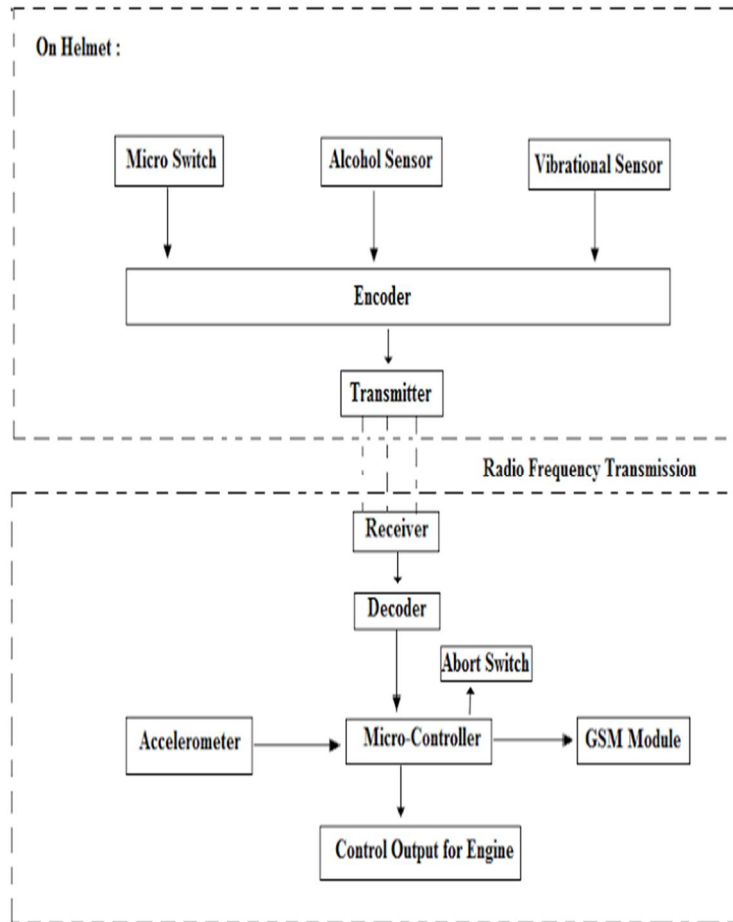 On Helmet :
Micro Switch
Alcohol Sensor
Vibrational Sensor
Encoder
Transmitter
Radio Frequency Transmission
Receiver
Decoder
Abort Switch
Accelerometer
Micro-Controller
GSM Module
Control Output for Engine